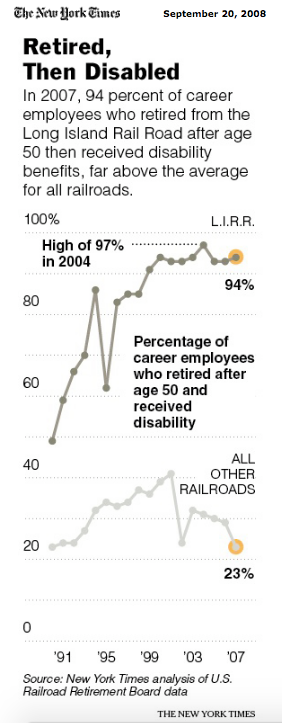 The New York Times
September 20, 2008
Retired,
Then Disabled
In 2007, 94 percent of career
employees who retired from the
Long Island Rail Road after age
50 then received disability
benefits, far above the average
for all railroads.
100%
L.I.R.R.
High of 97%
in 2004
94%
80
Percentage of
career employees
who retired after
age 50 and
received
disability
60
40
ALL
OTHER
RAILROADS
20
23%
0
'91 '95 '99 '03 '07
Source: New York Times analysis of U.S.
Railroad Retirement Board data
THE NEW YORK TIMES